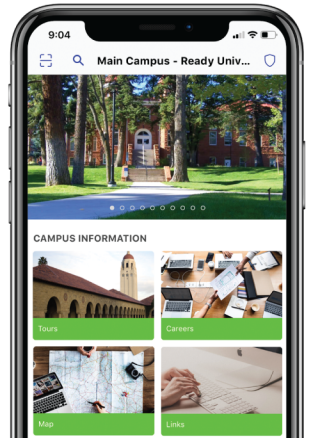 9:04
Main Campus - Ready Univ...
CAMPUS INFORMATION
Tours
Careers
Map
Links